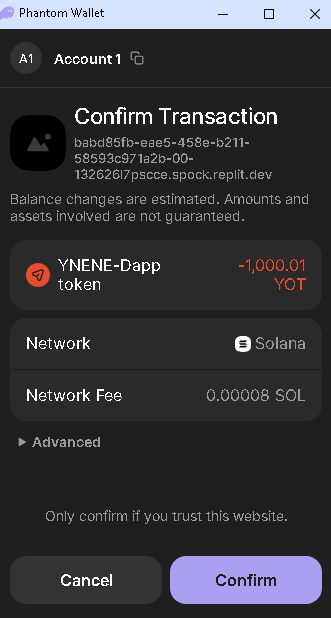 Phantom Wallet
A1 Account 1
Confirm Transaction
babd85fb-eae5-458e-b211-
58593c971a2b-00-
132626l7pscce.spock.replit.dev
Balance changes are estimated. Amounts and
assets involved are not guaranteed.
YNENE-Dapp -1,000.01
token YOT
Network Solana
Network Fee 0.00008 SOL
Advanced
Only confirm if you trust this website.
Cancel Confirm